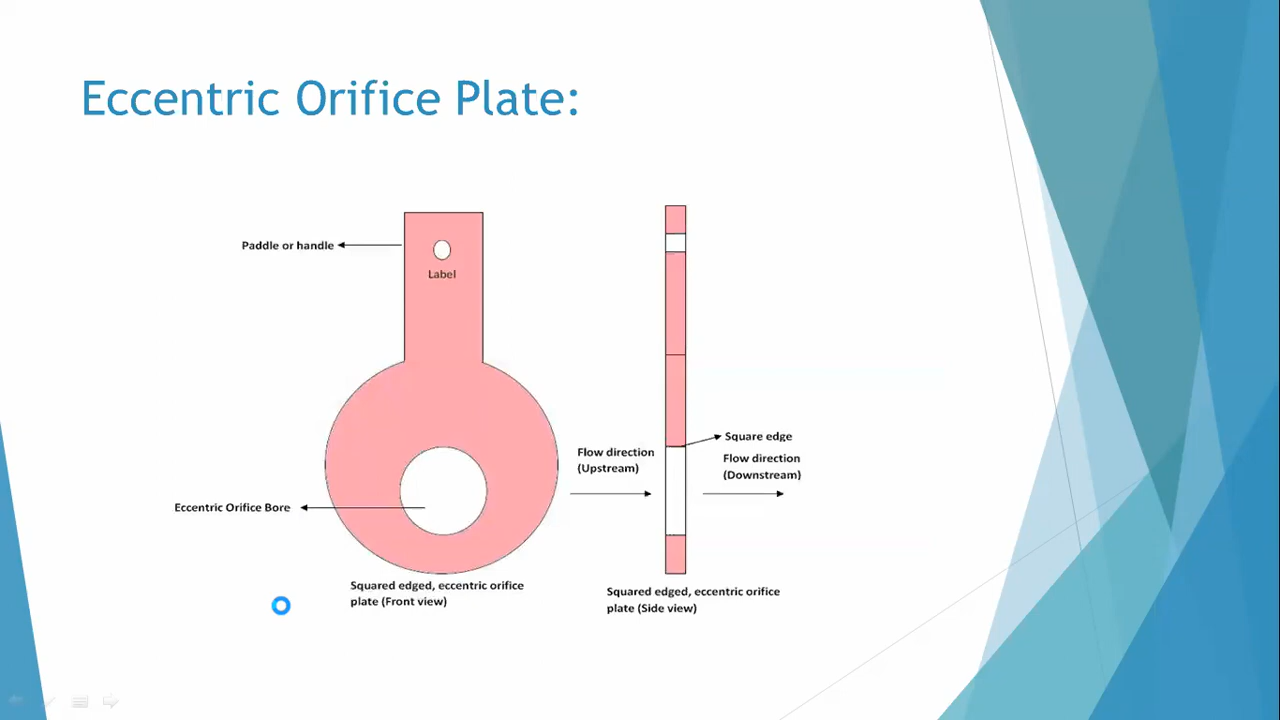 Eccentric Orifice Plate:
Paddle or handle
Label
Square edge
Flow direction
(Upstream)
Flow direction
(Downstream)
Eccentric Orifice Bore
Squared edged, eccentric orifice
plate (Front view)
Squared edged, eccentric orifice
plate (Side view)